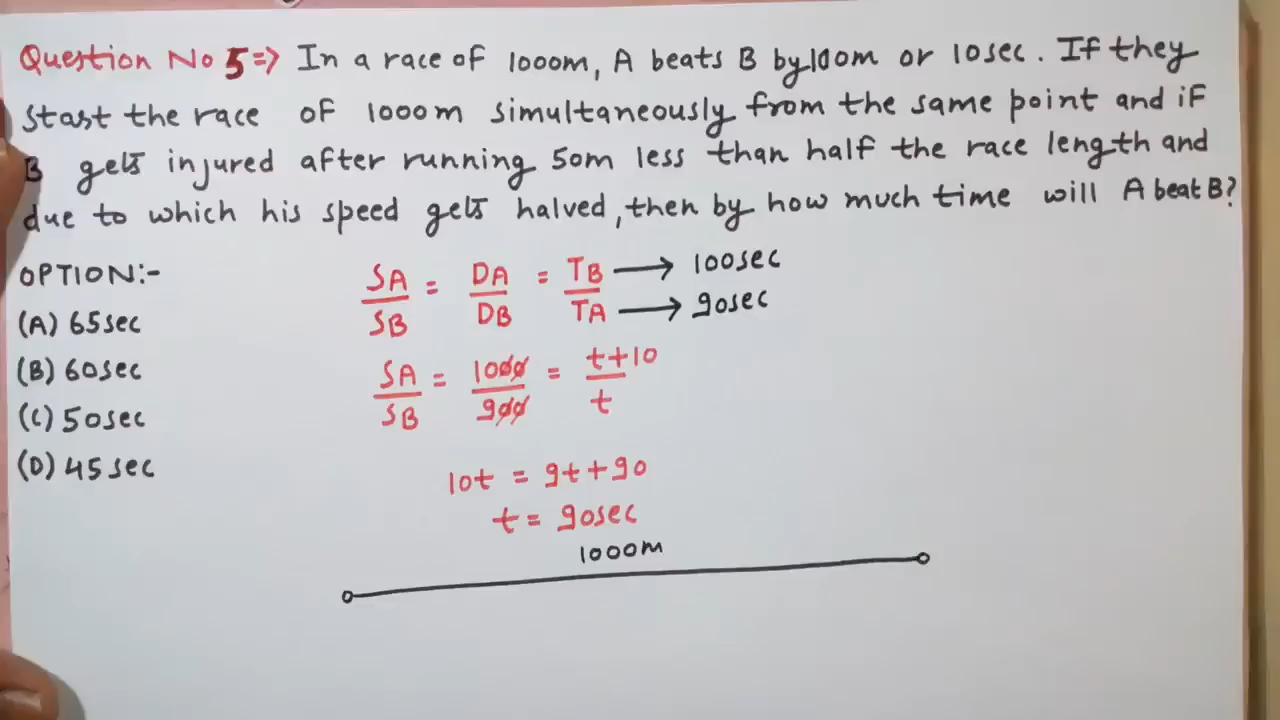 Question No 5=> In a race of 1000m, A beats B by 100m or 10sec. If they
start the race of 1000m simultaneously from the same point and if
B gets injured after running 50m less than half the race length and
due to which his speed gets halved, then by how much time will A beat B?
OPTION:-
(A) 65sec
(B) 60sec
(C) 50sec
(D) 45sec
SA/SB = DA/DB = TB/TA → 100sec → 90sec
SA/SB = 1000/900 = t+10/t
10t = 9t+90
t = 90sec
1000m